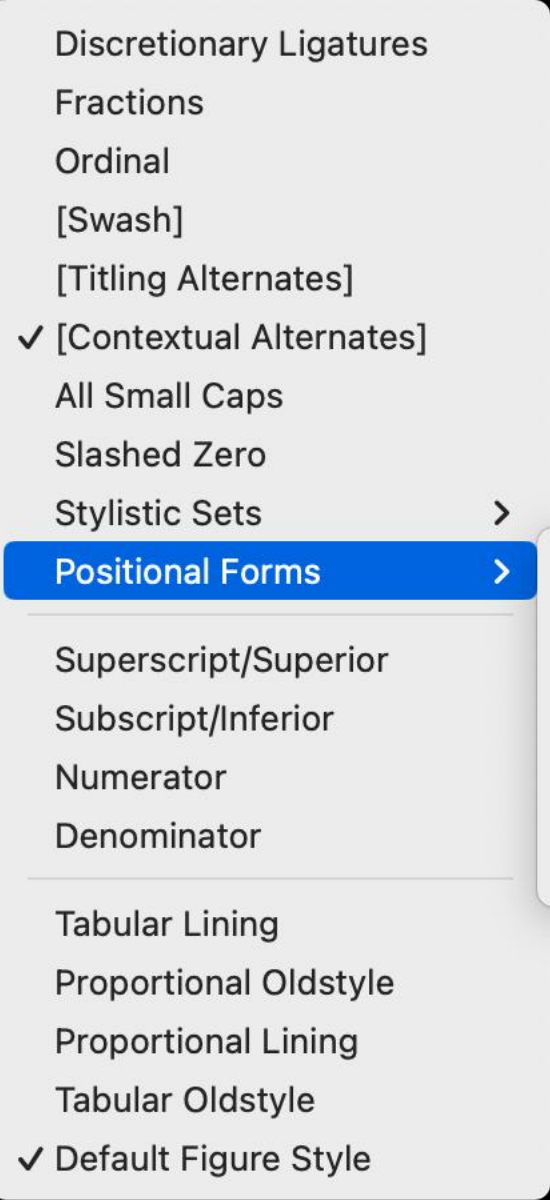 Discretionary Ligatures
Fractions
Ordinal
[Swash]
[Titling Alternates]
✓ [Contextual Alternates]
All Small Caps
Slashed Zero
Stylistic Sets >
Positional Forms >
Superscript/Superior
Subscript/Inferior
Numerator
Denominator
Tabular Lining
Proportional Oldstyle
Proportional Lining
Tabular Oldstyle
✓ Default Figure Style